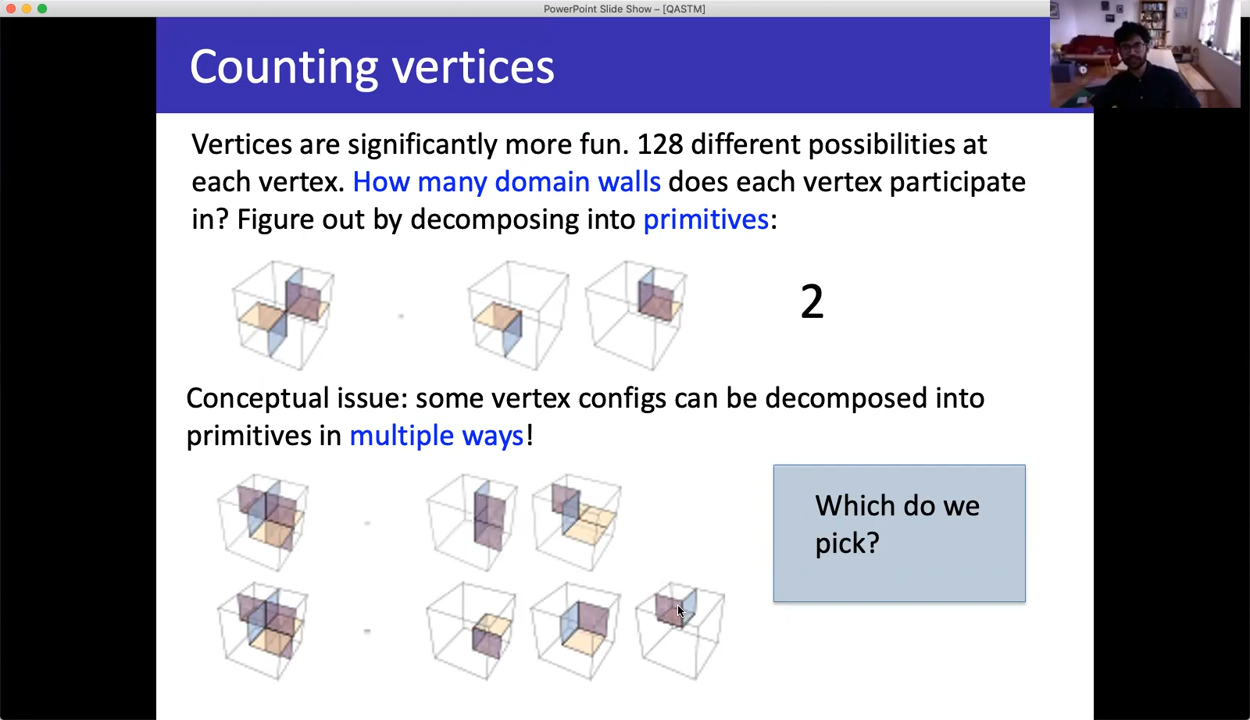 PowerPoint Slide Show – [QASTM]
Counting vertices
Vertices are significantly more fun. 128 different possibilities at
each vertex. How many domain walls does each vertex participate
in? Figure out by decomposing into primitives:
2
Conceptual issue: some vertex configs can be decomposed into
primitives in multiple ways!
Which do we
pick?